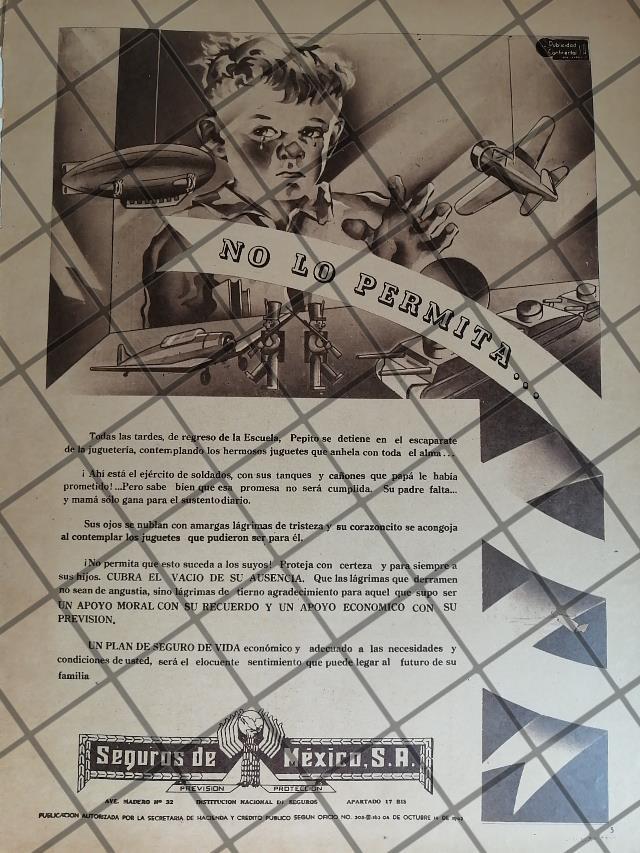 Publicidad
Continental
NO LO PERMITA...
Todas las tardes, de regreso de la Escuela, Pepito se detiene en el escaparate
de la juguetería, contemplando los hermosos juguetes que anhela con toda el alma...
¡Ahí está el ejército de soldados, con sus tanques y cañones que papá le había
prometido!...Pero sabe bien que esa promesa no será cumplida. Su padre falta...
y mamá sólo gana para el sustento diario.
Sus ojos se nublan con amargas lágrimas de tristeza y su corazoncito se acongoja
al contemplar los juguetes que pudieron ser para él.
¡No permita que esto suceda a los suyos! Proteja con certeza y para siempre a
sus hijos. CUBRA EL VACIO DE SU AUSENCIA. Que las lágrimas que derramen
no sean de angustia, sino lágrimas de tierno agradecimiento para aquel que supo ser
UN APOYO MORAL CON SU RECUERDO Y UN APOYO ECONOMICO CON SU
PREVISION.
UN PLAN DE SEGURO DE VIDA económico y adecuado a las necesidades y
condiciones de usted, será el elocuente sentimiento que puede legar al futuro de su
familia
Seguros de México, S.A.
PREVISION PROTECCION
AVE. MADERO Nº 32 INSTITUCION NACIONAL DE SEGUROS APARTADO 17 BIS
PUBLICACION AUTORIZADA POR LA SECRETARIA DE HACIENDA Y CREDITO PUBLICO SEGUN OFICIO NO. DE OCTUBRE DE
5